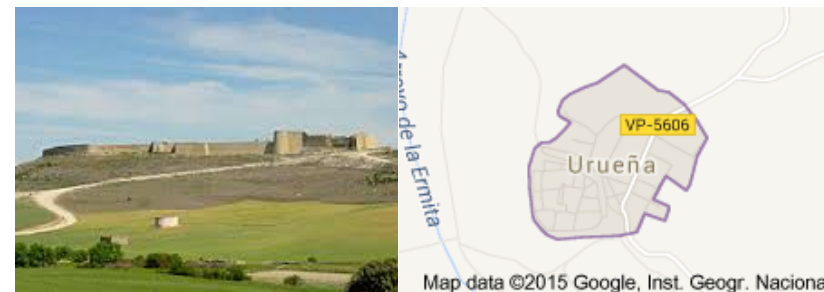 Arroyo de la Ermita
VP-5606
Urueña
Map data ©2015 Google, Inst. Geogr. Naciona